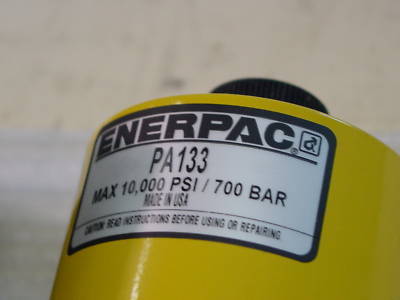 ENERPAC®
PA133
MAX 10,000 PSI / 700 BAR
MADE IN USA
CAUTION: READ INSTRUCTIONS BEFORE USING OR REPAIRING.